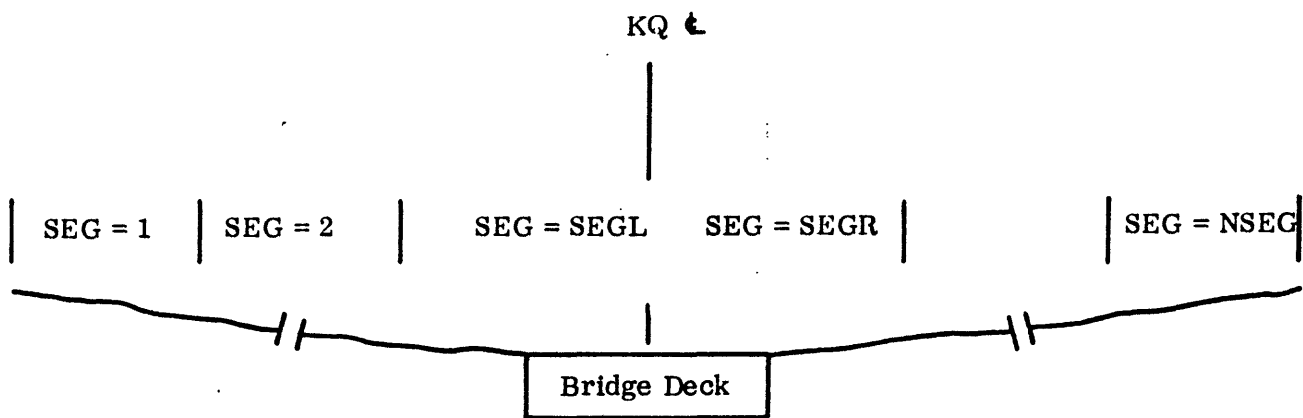 KQ ℄
SEG = 1 SEG = 2 SEG = SEGL SEG = SEGR SEG = NSEG
Bridge Deck